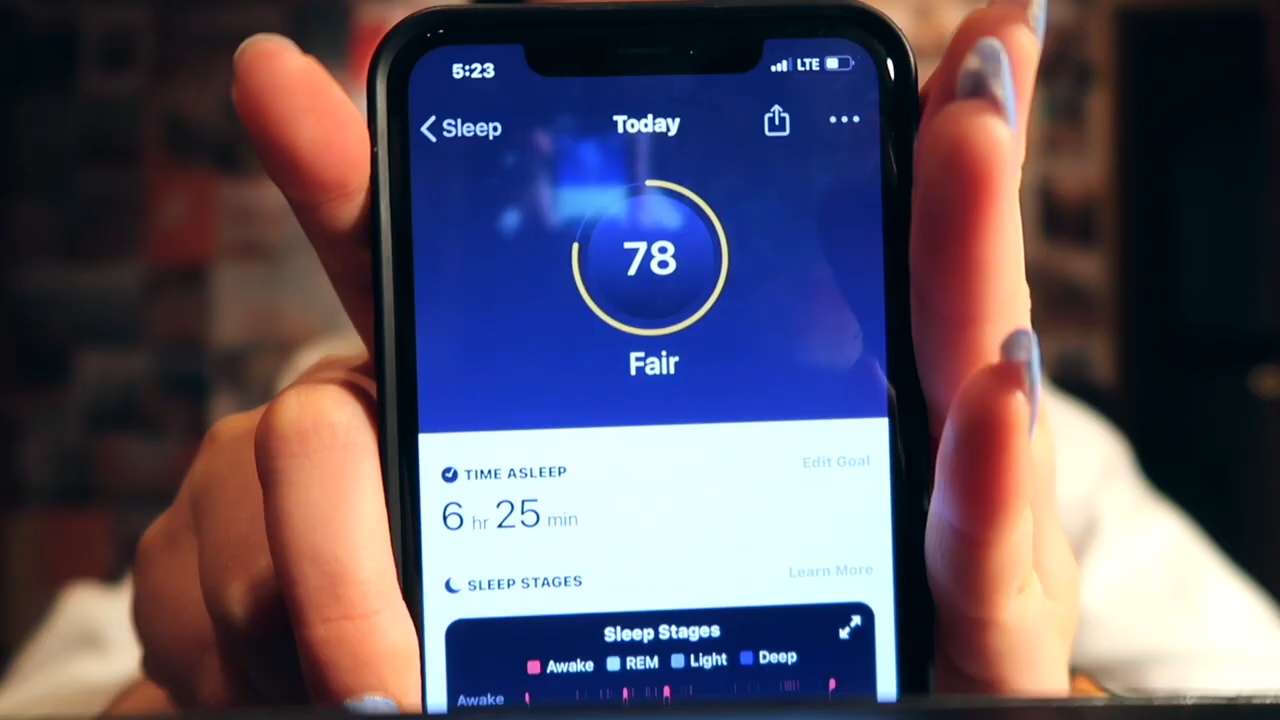 5:23 LTE
Sleep Today
78
Fair
TIME ASLEEP Edit Goal
6 hr 25 min
SLEEP STAGES Learn More
Sleep Stages
Awake REM Light Deep
Awake